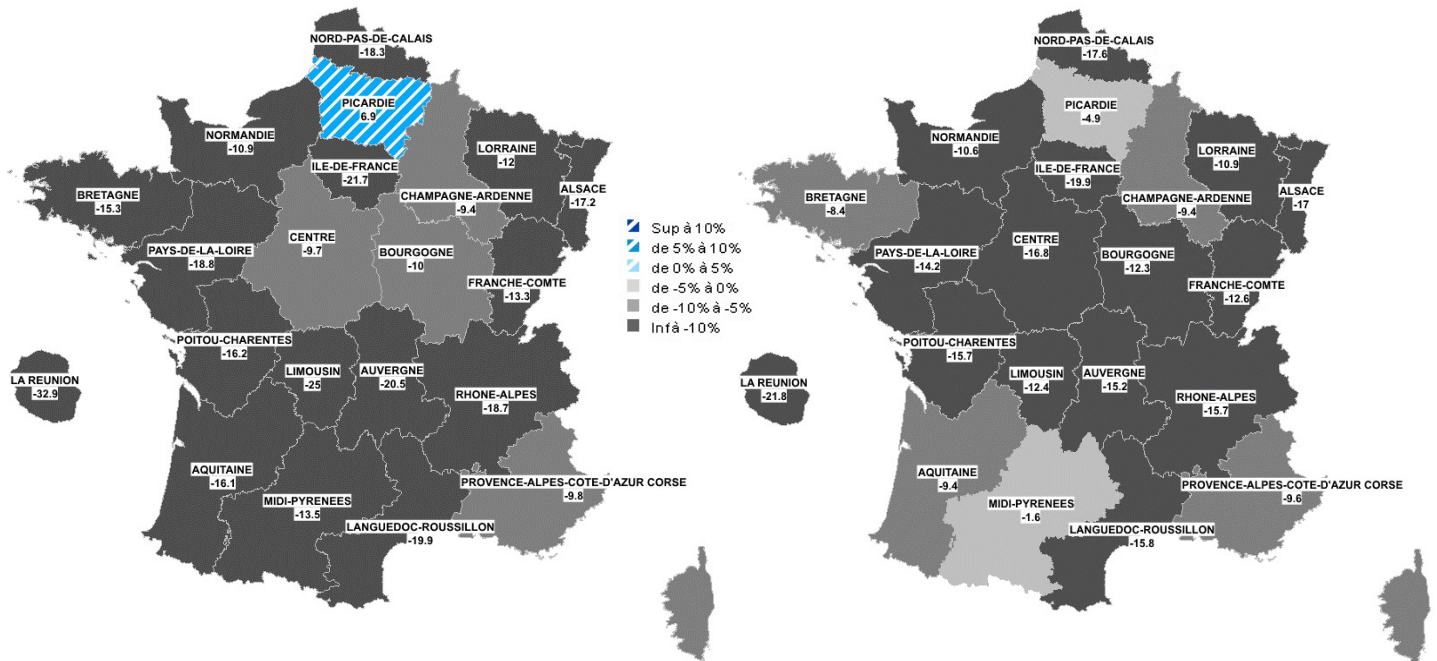 NORD-PAS-DE-CALAIS
-18.3
PICARDIE
6.9
NORMANDIE
-10.9
LORRAINE
-12
ILE-DE-FRANCE
-21.7
ALSACE
-17.2
BRETAGNE
-15.3
CHAMPAGNE-ARDENNE
-9.4
CENTRE
-9.7
PAYS-DE-LA-LOIRE
-18.8
BOURGOGNE
-10
FRANCHE-COMTE
-13.3
POITOU-CHARENTES
-16.2
LIMOUSIN
-25
AUVERGNE
-20.5
LA REUNION
-32.9
RHONE-ALPES
-18.7
AQUITAINE
-16.1
PROVENCE-ALPES-COTE-D'AZUR CORSE
-9.8
MIDI-PYRENEES
-13.5
LANGUEDOC-ROUSSILLON
-19.9
Sup à 10%
de 5% à 10%
de 0% à 5%
de -5% à 0%
de -10% à -5%
Inf à -10%
NORD-PAS-DE-CALAIS
-17.6
PICARDIE
-4.9
NORMANDIE
-10.6
LORRAINE
-10.9
ILE-DE-FRANCE
-19.9
ALSACE
-17
BRETAGNE
-8.4
CHAMPAGNE-ARDENNE
-9.4
CENTRE
-16.8
PAYS-DE-LA-LOIRE
-14.2
BOURGOGNE
-12.3
FRANCHE-COMTE
-12.6
POITOU-CHARENTES
-15.7
LIMOUSIN
-12.4
AUVERGNE
-15.2
LA REUNION
-21.8
RHONE-ALPES
-15.7
AQUITAINE
-9.4
PROVENCE-ALPES-COTE-D'AZUR CORSE
-9.6
MIDI-PYRENEES
-1.6
LANGUEDOC-ROUSSILLON
-15.8